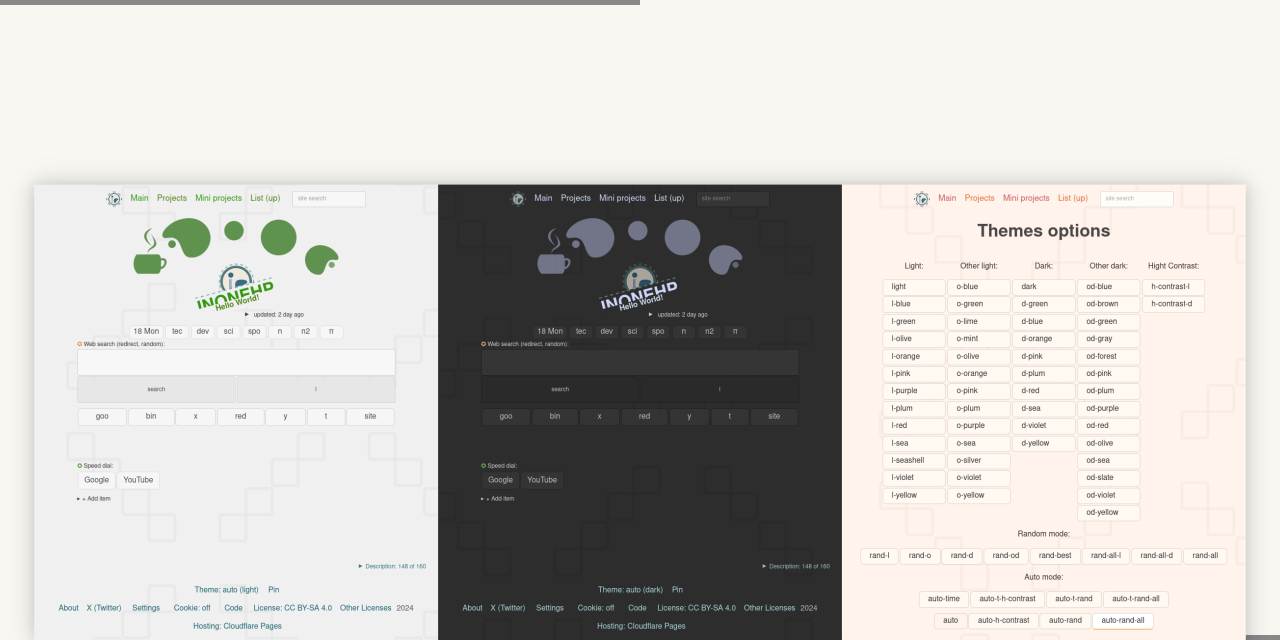 Main Projects Mini projects List (up) site search
INONEHP
Hello World!
► updated: 2 day ago
18 Mon tec dev sci spo n n2 π
Web search (redirect, random):
search l
goo bin x red y t site
Speed dial:
Google YouTube
▸ + Add item
► Description: 148 of 160
Theme: auto (light) Pin
About X (Twitter) Settings Cookie: off Code License: CC BY-SA 4.0 Other Licenses 2024
Hosting: Cloudflare Pages
Main Projects Mini projects List (up) site search
INONEHP
Hello World!
► updated: 2 day ago
18 Mon tec dev sci spo n n2 π
Web search (redirect, random):
search l
goo bin x red y t site
Speed dial:
Google YouTube
▸ + Add item
► Description: 148 of 160
Theme: auto (dark) Pin
About X (Twitter) Settings Cookie: off Code License: CC BY-SA 4.0 Other Licenses 2024
Hosting: Cloudflare Pages
Main Projects Mini projects List (up) site search
Themes options
Light: Other light: Dark: Other dark: Hight Contrast:
light o-blue dark od-blue h-contrast-l
l-blue o-green d-green od-brown h-contrast-d
l-green o-lime d-blue od-green
l-olive o-mint d-orange od-gray
l-orange o-olive d-pink od-forest
l-pink o-orange d-plum od-pink
l-purple o-pink d-red od-plum
l-plum o-plum d-sea od-purple
l-red o-purple d-violet od-red
l-sea o-sea d-yellow od-olive
l-seashell o-silver od-sea
l-violet o-violet od-slate
l-yellow o-yellow od-violet
od-yellow
Random mode:
rand-l rand-o rand-d rand-od rand-best rand-all-l rand-all-d rand-all
Auto mode:
auto-time auto-t-h-contrast auto-t-rand auto-t-rand-all
auto auto-h-contrast auto-rand auto-rand-all